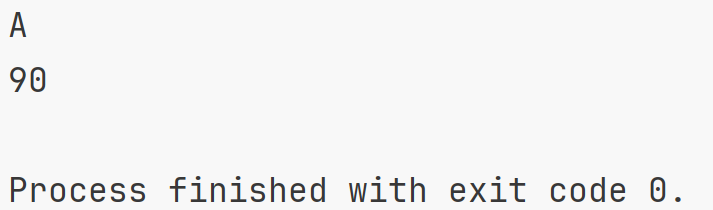 A
90
Process finished with exit code 0.